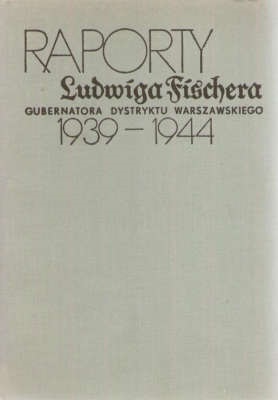 RAPORTY
Ludwiga Fischera
GUBERNATORA DYSTRYKTU WARSZAWSKIEGO
1939 – 1944